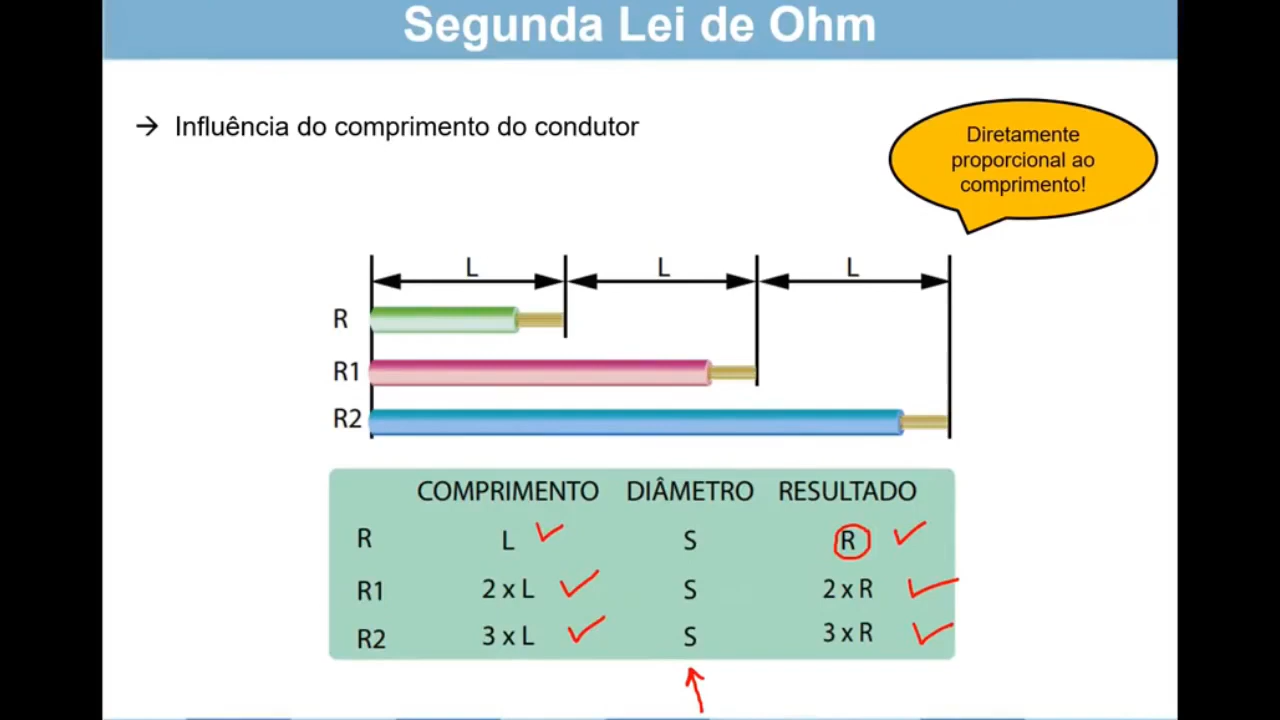 Segunda Lei de Ohm
→ Influência do comprimento do condutor
Diretamente
proporcional ao
comprimento!
L L L
R
R1
R2
COMPRIMENTO DIÂMETRO RESULTADO
R L S R
R1 2 x L S 2 x R
R2 3 x L S 3 x R